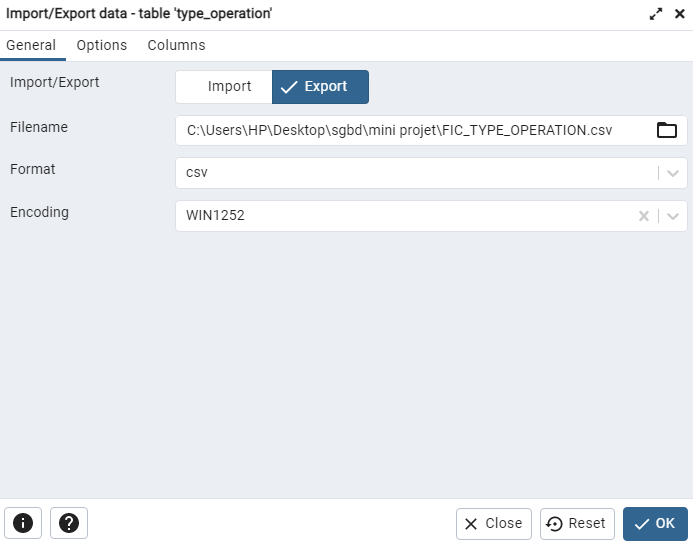 Import/Export data - table 'type_operation'
General Options Columns
Import/Export Import Export
Filename C:\Users\HP\Desktop\sgbd\mini projet\FIC_TYPE_OPERATION.csv
Format csv
Encoding WIN1252
Close Reset OK